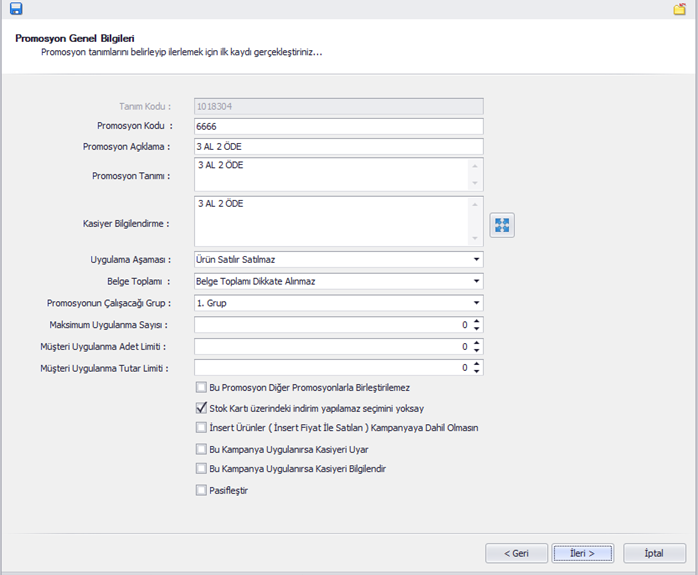 Promosyon Genel Bilgileri
Promosyon tanımlarını belirleyip ilerlemek için ilk kaydı gerçekleştiriniz...
Tanım Kodu : 1018304
Promosyon Kodu : 6666
Promosyon Açıklama : 3 AL 2 ÖDE
Promosyon Tanımı : 3 AL 2 ÖDE
Kasiyer Bilgilendirme : 3 AL 2 ÖDE
Uygulama Aşaması : Ürün Satılır Satılmaz
Belge Toplamı : Belge Toplamı Dikkate Alınmaz
Promosyonun Çalışacağı Grup : 1. Grup
Maksimum Uygulanma Sayısı : 0
Müşteri Uygulanma Adet Limiti : 0
Müşteri Uygulanma Tutar Limiti : 0
Bu Promosyon Diğer Promosyonlarla Birleştirilemez
Stok Kartı üzerindeki indirim yapılamaz seçimini yoksay
İnsert Ürünler ( İnsert Fiyat İle Satılan ) Kampanyaya Dahil Olmasın
Bu Kampanya Uygulanırsa Kasiyeri Uyar
Bu Kampanya Uygulanırsa Kasiyeri Bilgilendir
Pasifleştir
< Geri İleri > İptal